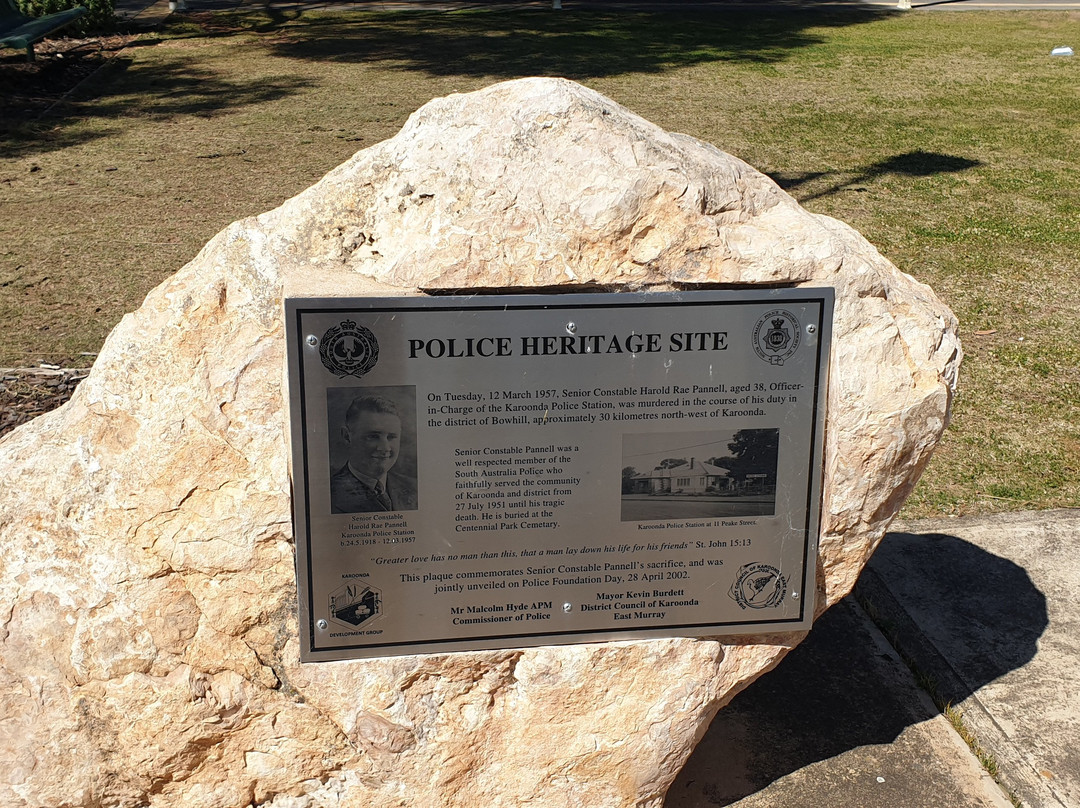 POLICE HERITAGE SITE
On Tuesday, 12 March 1957, Senior Constable Harold Rae Pannell, aged 38, Officer-
in-Charge of the Karoonda Police Station, was murdered in the course of his duty in
the district of Bowhill, approximately 30 kilometres north-west of Karoonda.
Senior Constable Pannell was a
well respected member of the
South Australia Police who
faithfully served the community
of Karoonda and district from
27 July 1951 until his tragic
death. He is buried at the
Centennial Park Cemetery.
Senior Constable
Harold Rae Pannell
Karoonda Police Station
b.24.5.1918 - 12.03.1957
Karoonda Police Station at 11 Peake Street.
"Greater love has no man than this, that a man lay down his life for his friends" St. John 15:13
This plaque commemorates Senior Constable Pannell's sacrifice, and was
jointly unveiled on Police Foundation Day, 28 April 2002.
Mr Malcolm Hyde APM
Commissioner of Police
Mayor Kevin Burdett
District Council of Karoonda
East Murray
KAROONDA
DEVELOPMENT GROUP
DISTRICT COUNCIL OF KAROONDA EAST MURRAY